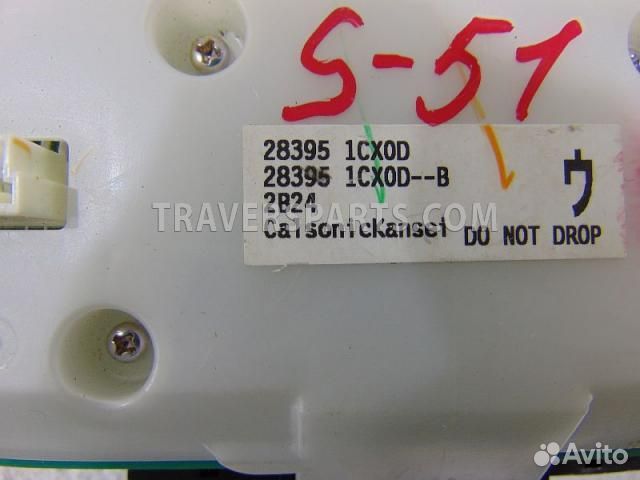 S-51
28395 1CX0D
28395 1CX0D--B
2B24
CalsonicKansei DO NOT DROP
ウ
TRAVERSPARTS.COM
Avito